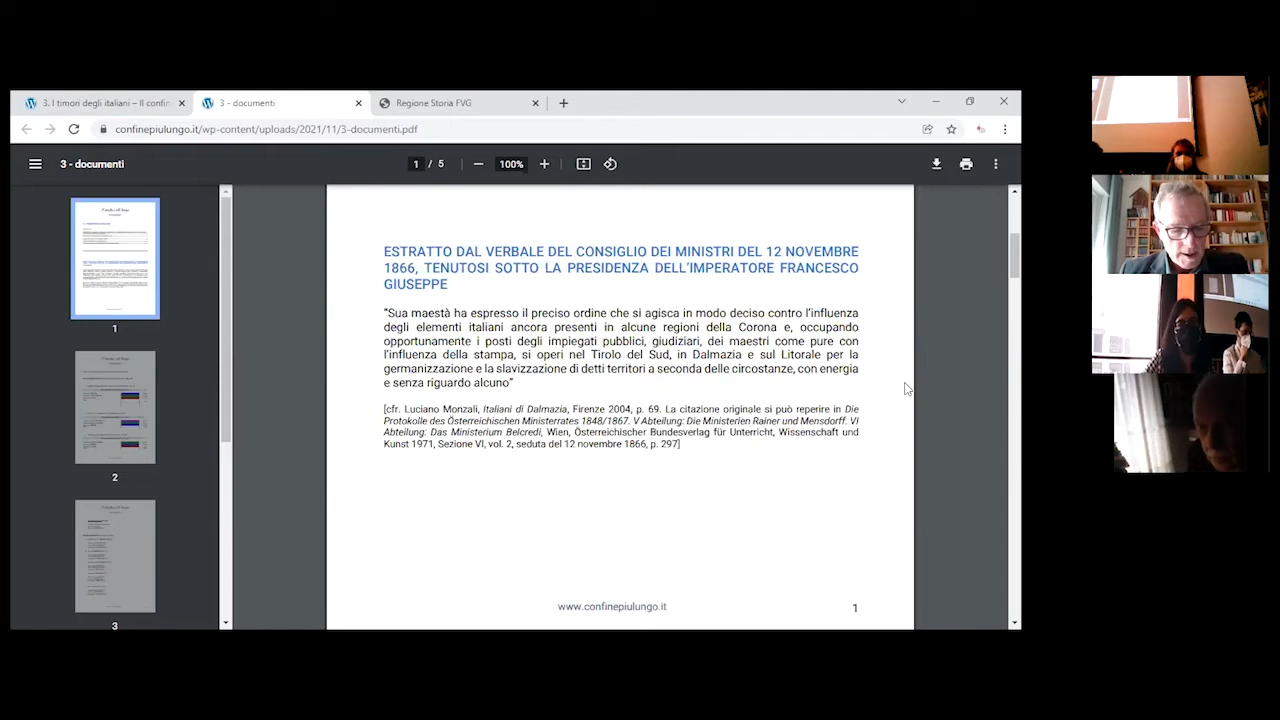 3. I timori degli italiani – Il confin
3 - documenti
Regione Storia FVG
confinepiulungo.it/wp-content/uploads/2021/11/3-documenti.pdf
3 - documenti
1 / 5
100%
ESTRATTO DAL VERBALE DEL CONSIGLIO DEI MINISTRI DEL 12 NOVEMBRE
1866, TENUTOSI SOTTO LA PRESIDENZA DELL'IMPERATORE FRANCESCO
GIUSEPPE
"Sua maestà ha espresso il preciso ordine che si agisca in modo deciso contro l'influenza
degli elementi italiani ancora presenti in alcune regioni della Corona e, occupando
opportunamente i posti degli impiegati pubblici, giudiziari, dei maestri come pure con
l'influenza della stampa, si operi nel Tirolo del Sud, in Dalmazia e sul Litorale per la
germanizzazione e la slavizzazione di detti territori a seconda delle circostanze, con energia
e senza riguardo alcuno"
[cfr. Luciano Monzali, Italiani di Dalmazia, Firenze 2004, p. 69. La citazione originale si può reperire in Die
Protokolle des Österreichischen Ministerrates 1848/1867. V Abteilung: Die Ministerien Rainer und Mensdorff. VI
Abteilung: Das Ministerium Belcredi, Wien, Österreichischer Bundesverlag für Unterricht, Wissenschaft und
Kunst 1971, Sezione VI, vol. 2, seduta del 12 novembre 1866, p. 297]
www.confinepiulungo.it
1
1
2
3